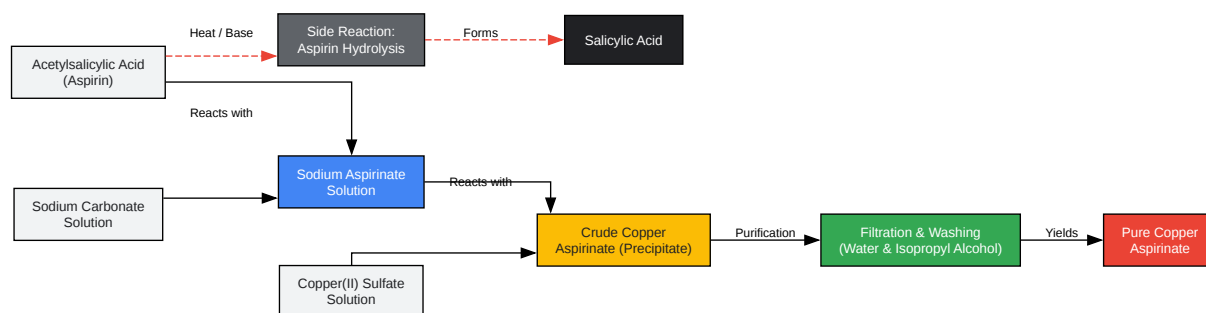 Heat / Base
Side Reaction:
Aspirin Hydrolysis
Forms
Salicylic Acid
Acetylsalicylic Acid
(Aspirin)
Reacts with
Sodium Aspirinate
Solution
Reacts with
Sodium Carbonate
Solution
Crude Copper
Aspirinate (Precipitate)
Purification
Filtration & Washing
(Water & Isopropyl Alcohol)
Yields
Pure Copper
Aspirinate
Copper(II) Sulfate
Solution